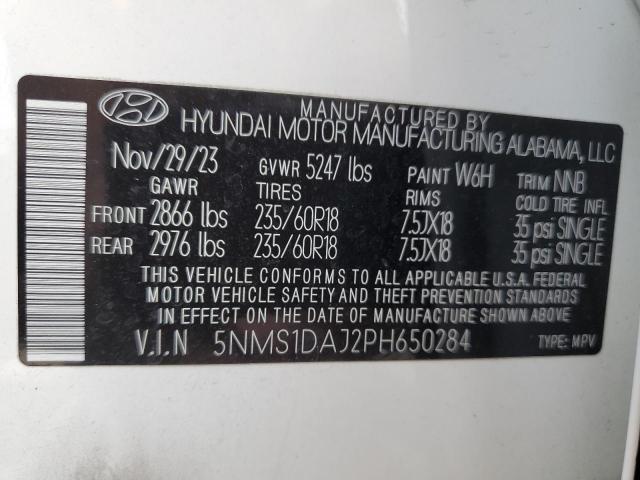 MANUFACTURED BY
HYUNDAI MOTOR MANUFACTURING ALABAMA, LLC
Nov/29/23 GVWR 5247 lbs PAINT W6H TRIM NNB
GAWR TIRES RIMS COLD TIRE INFL
FRONT 2866 lbs 235/60R18 7.5JX18 35 psi SINGLE
REAR 2976 lbs 235/60R18 7.5JX18 35 psi SINGLE
THIS VEHICLE CONFORMS TO ALL APPLICABLE U.S.A. FEDERAL
MOTOR VEHICLE SAFETY AND THEFT PREVENTION STANDARDS
IN EFFECT ON THE DATE OF MANUFACTURE SHOWN ABOVE
V.I.N 5NMS1DAJ2PH650284 TYPE: MPV